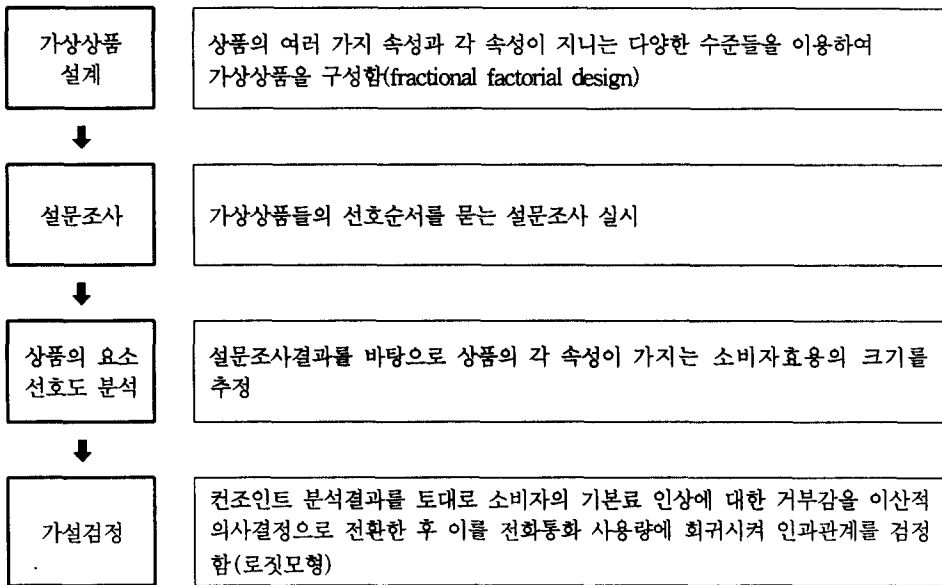 가상상품
설계
상품의 여러 가지 속성과 각 속성이 지니는 다양한 수준들을 이용하여
가상상품을 구성함(fractional factorial design)
설문조사
가상상품들의 선호순서를 묻는 설문조사 실시
상품의 요소
선호도 분석
설문조사결과를 바탕으로 상품의 각 속성이 가지는 소비자효용의 크기를
추정
가설검정
컨조인트 분석결과를 토대로 소비자의 기본료 인상에 대한 거부감을 이산적
의사결정으로 전환한 후 이를 전화통화 사용량에 회귀시켜 인과관계를 검정
함(로짓모형)